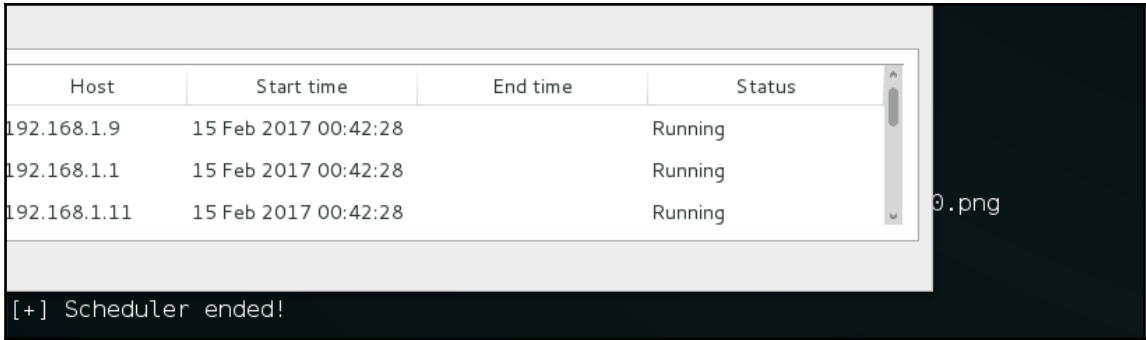 Host Start time End time Status
192.168.1.9 15 Feb 2017 00:42:28 Running
192.168.1.1 15 Feb 2017 00:42:28 Running
192.168.1.11 15 Feb 2017 00:42:28 Running
0.png
[+] Scheduler ended!